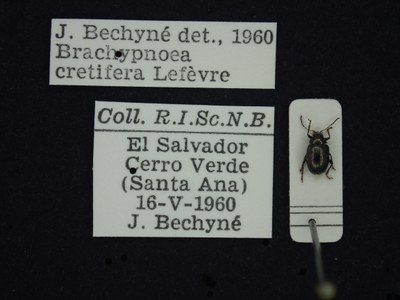 J. Bechyné det., 1960
Brachypnoea
cretifera Lefèvre
Coll. R.I.Sc.N.B.
El Salvador
Cerro Verde
(Santa Ana)
16-V-1960
J. Bechyné